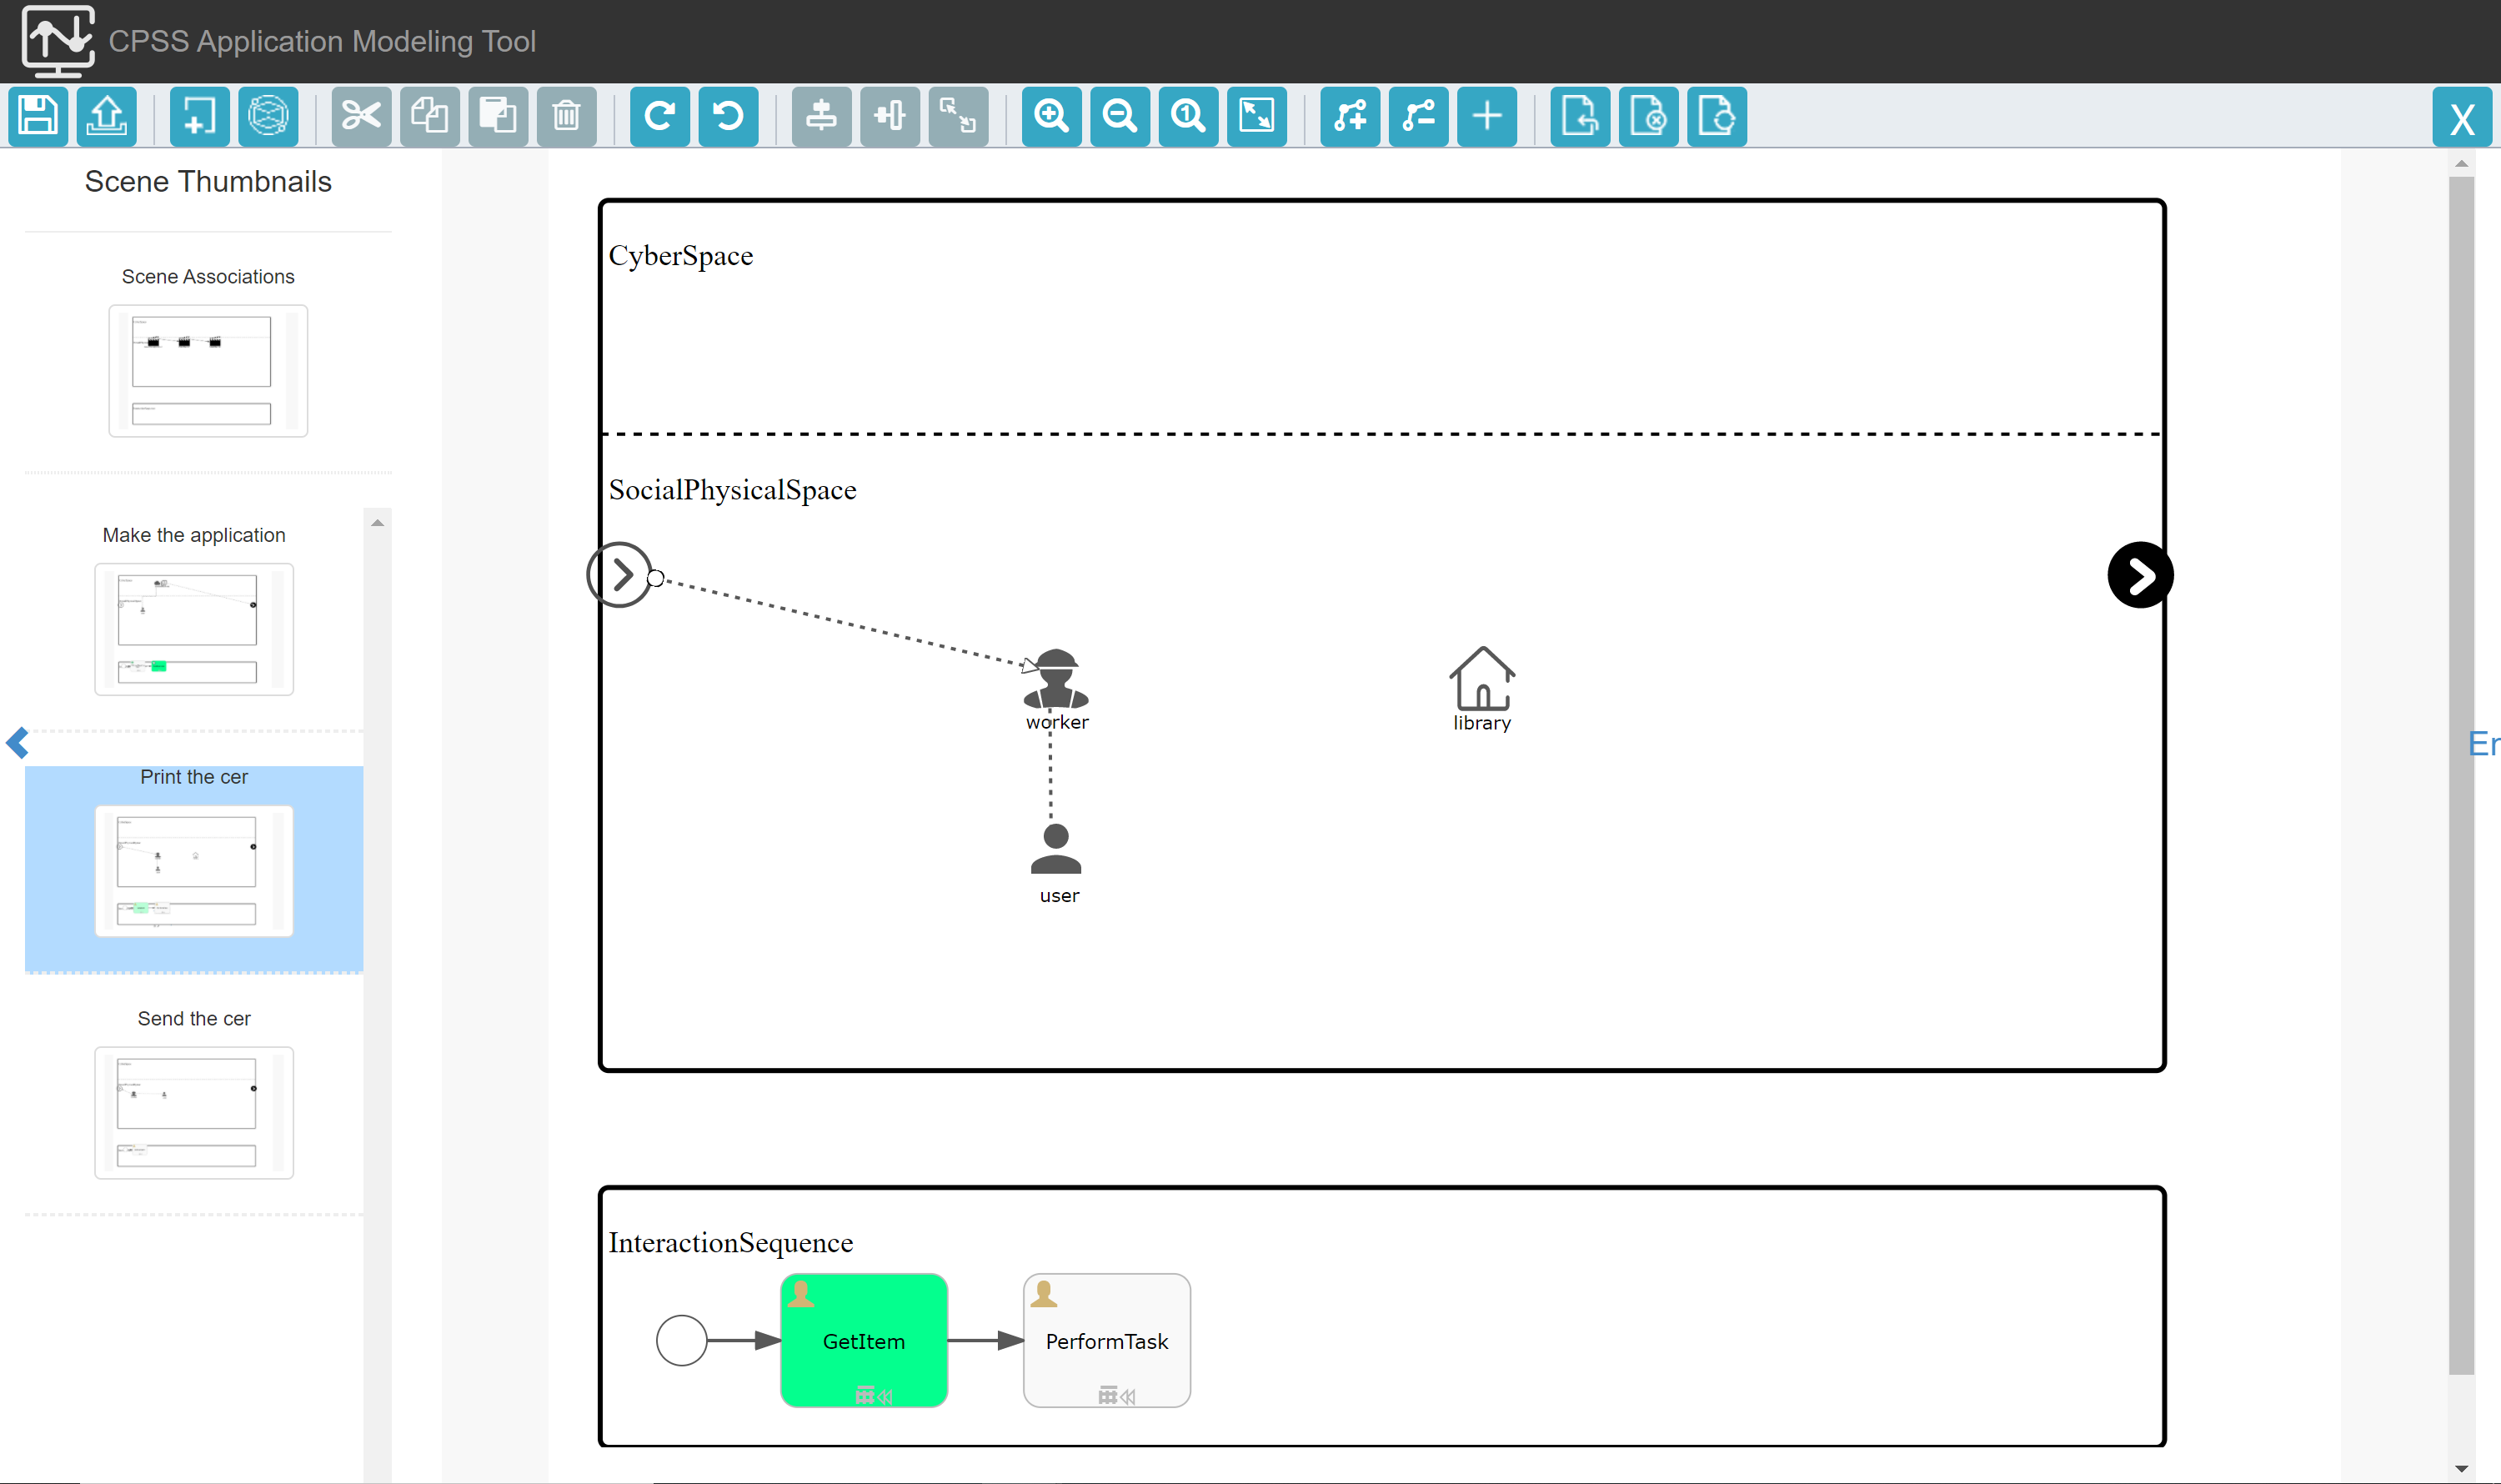 CPSS Application Modeling Tool
X
Scene Thumbnails
Scene Associations
Make the application
Print the cer
Send the cer
CyberSpace
SocialPhysicalSpace
worker
library
user
InteractionSequence
GetItem
PerformTask